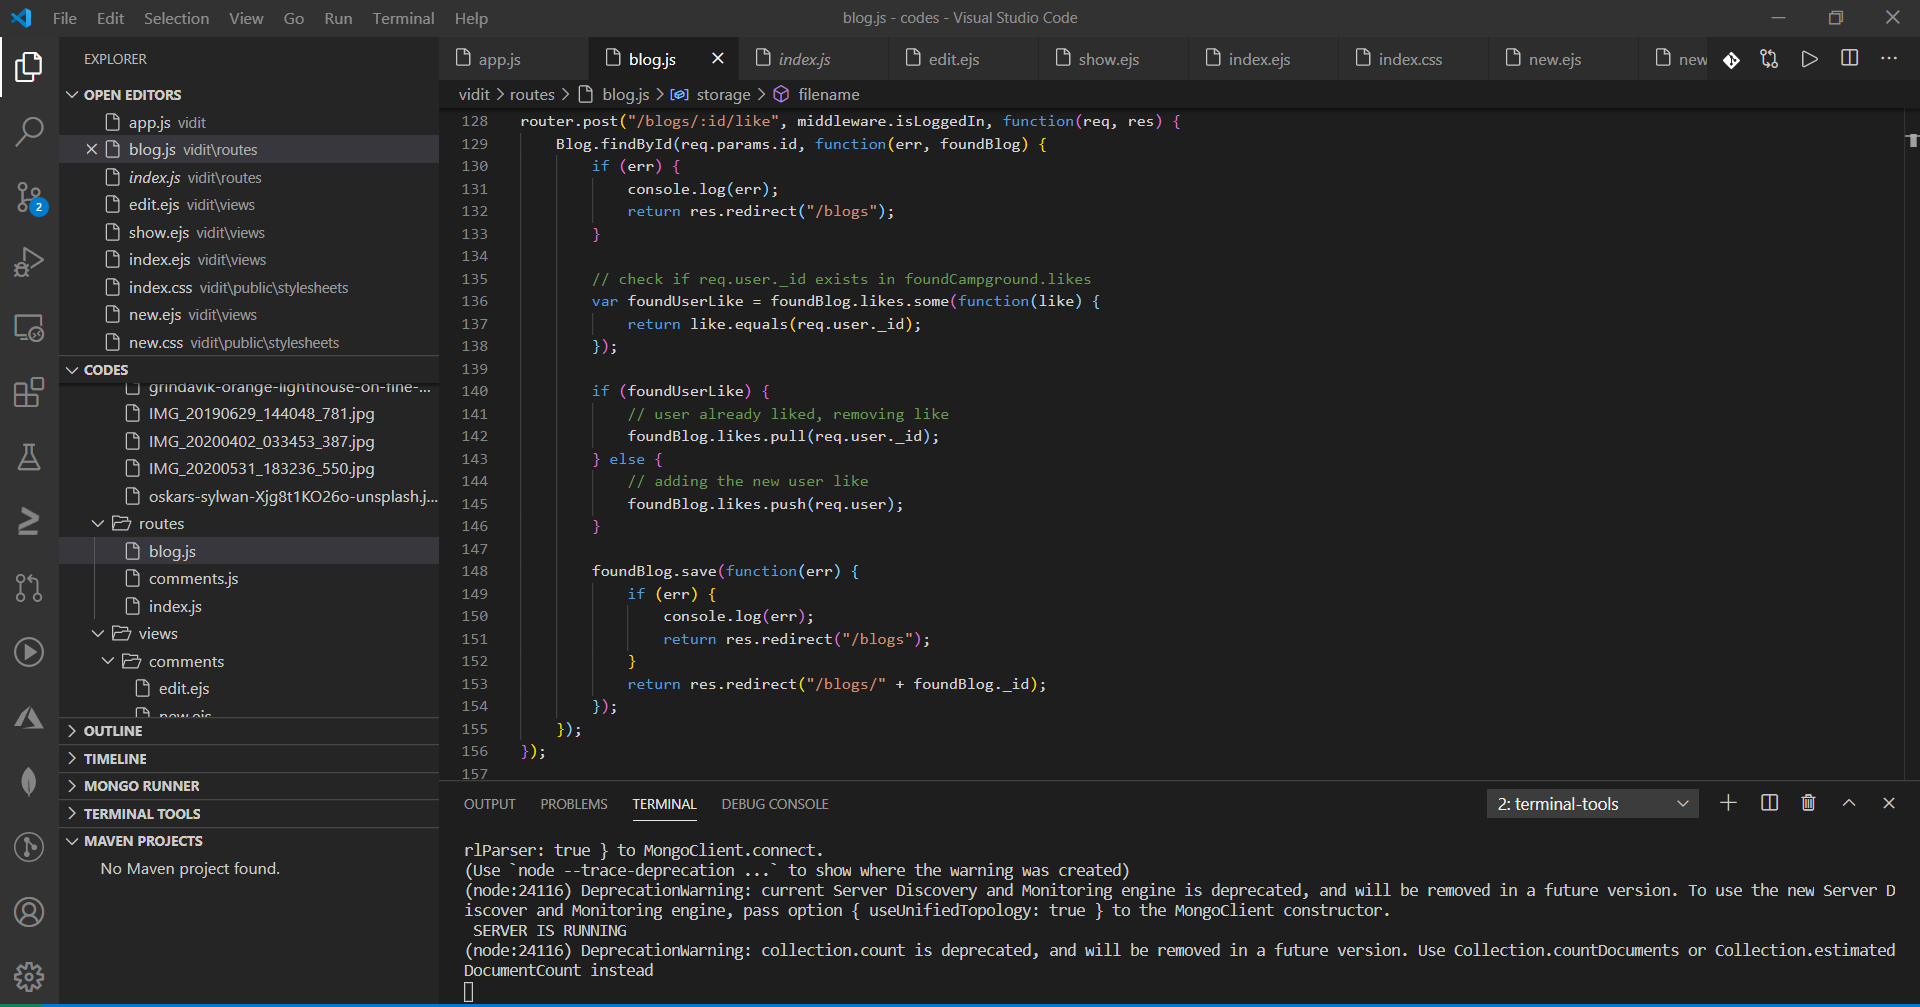 File Edit Selection View Go Run Terminal Help
blog.js - codes - Visual Studio Code
EXPLORER
OPEN EDITORS
app.js vidit
blog.js vidit\routes
index.js vidit\routes
edit.ejs vidit\views
show.ejs vidit\views
index.ejs vidit\views
index.css vidit\public\stylesheets
new.ejs vidit\views
new.css vidit\public\stylesheets
CODES
grindavik-orange-lighthouse-on-fine-...
IMG_20190629_144048_781.jpg
IMG_20200402_033453_387.jpg
IMG_20200531_183236_550.jpg
oskars-sylwan-Xjg8t1KO26o-unsplash.j...
routes
blog.js
comments.js
index.js
views
comments
edit.ejs
new.ejs
OUTLINE
TIMELINE
MONGO RUNNER
TERMINAL TOOLS
MAVEN PROJECTS
No Maven project found.
2
app.js blog.js index.js edit.ejs show.ejs index.ejs index.css new.ejs new
vidit > routes > blog.js > storage > filename
128 router.post("/blogs/:id/like", middleware.isLoggedIn, function(req, res) {
129 Blog.findById(req.params.id, function(err, foundBlog) {
130 if (err) {
131 console.log(err);
132 return res.redirect("/blogs");
133 }
134
135 // check if req.user._id exists in foundCampground.likes
136 var foundUserLike = foundBlog.likes.some(function(like) {
137 return like.equals(req.user._id);
138 });
139
140 if (foundUserLike) {
141 // user already liked, removing like
142 foundBlog.likes.pull(req.user._id);
143 } else {
144 // adding the new user like
145 foundBlog.likes.push(req.user);
146 }
147
148 foundBlog.save(function(err) {
149 if (err) {
150 console.log(err);
151 return res.redirect("/blogs");
152 }
153 return res.redirect("/blogs/" + foundBlog._id);
154 });
155 });
156 });
157
OUTPUT PROBLEMS TERMINAL DEBUG CONSOLE
2: terminal-tools
rlParser: true } to MongoClient.connect.
(Use `node --trace-deprecation ...` to show where the warning was created)
(node:24116) DeprecationWarning: current Server Discovery and Monitoring engine is deprecated, and will be removed in a future version. To use the new Server D
iscover and Monitoring engine, pass option { useUnifiedTopology: true } to the MongoClient constructor.
SERVER IS RUNNING
(node:24116) DeprecationWarning: collection.count is deprecated, and will be removed in a future version. Use Collection.countDocuments or Collection.estimated
DocumentCount instead